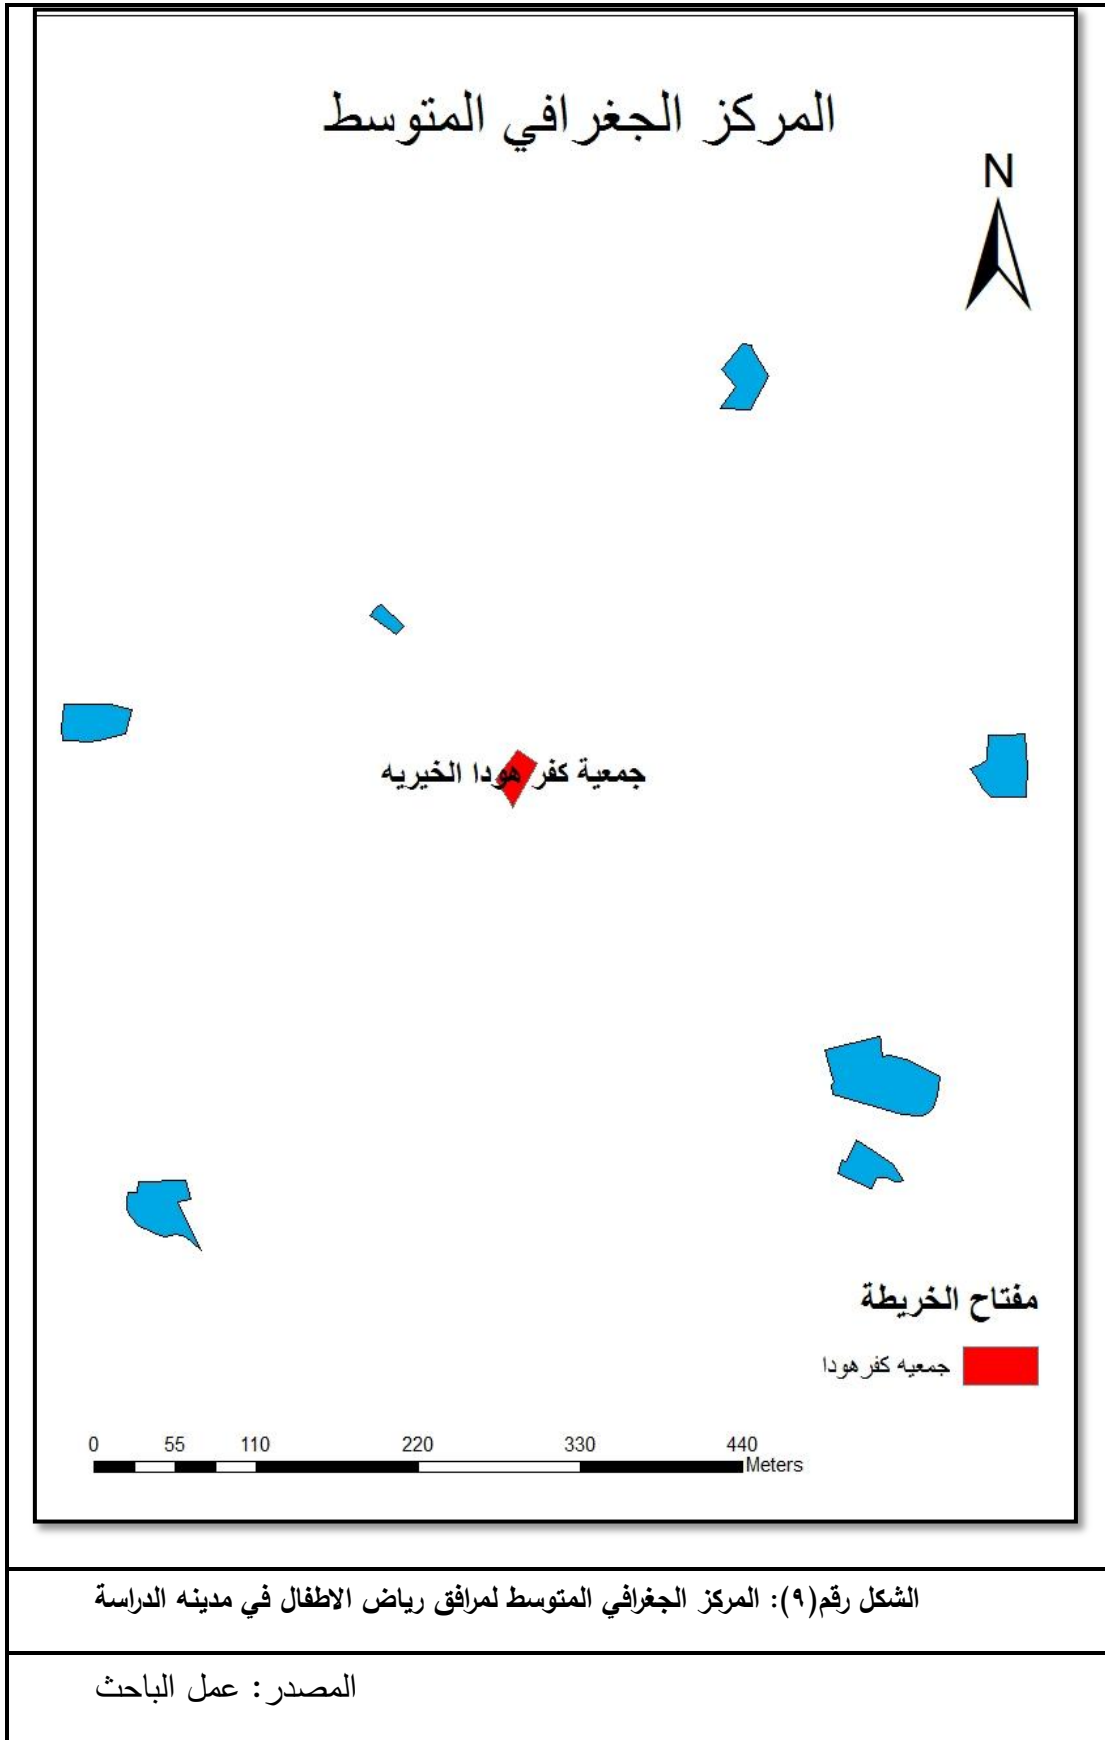 المركز الجغرافي المتوسط
N
جمعية كفر هودا الخيريه
مفتاح الخريطة
جمعيه كفرهودا
0 55 110 220 330 440
Meters
الشكل رقم(٩): المركز الجغرافي المتوسط لمرافق رياض الاطفال في مدينه الدراسة
المصدر: عمل الباحث